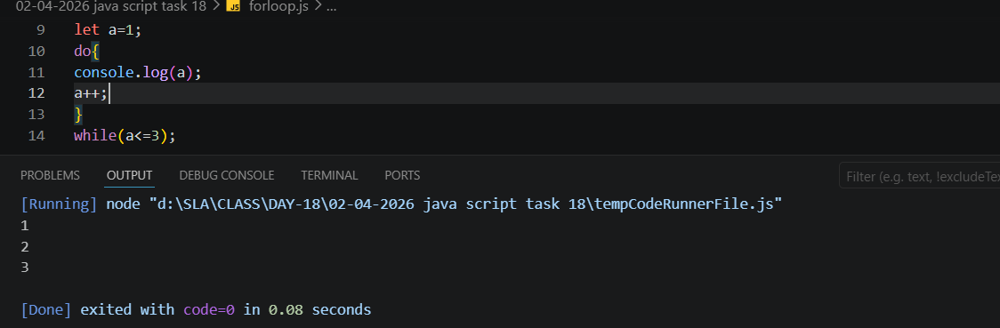 02-04-2026 java script task 18 > JS forloop.js > ...
9 let a=1;
10 do{
11 console.log(a);
12 a++;
13 }
14 while(a<=3);
PROBLEMS OUTPUT DEBUG CONSOLE TERMINAL PORTS Filter (e.g. text, !excludeTex
[Running] node "d:\SLA\CLASS\DAY-18\02-04-2026 java script task 18\tempCodeRunnerFile.js"
1
2
3
[Done] exited with code=0 in 0.08 seconds